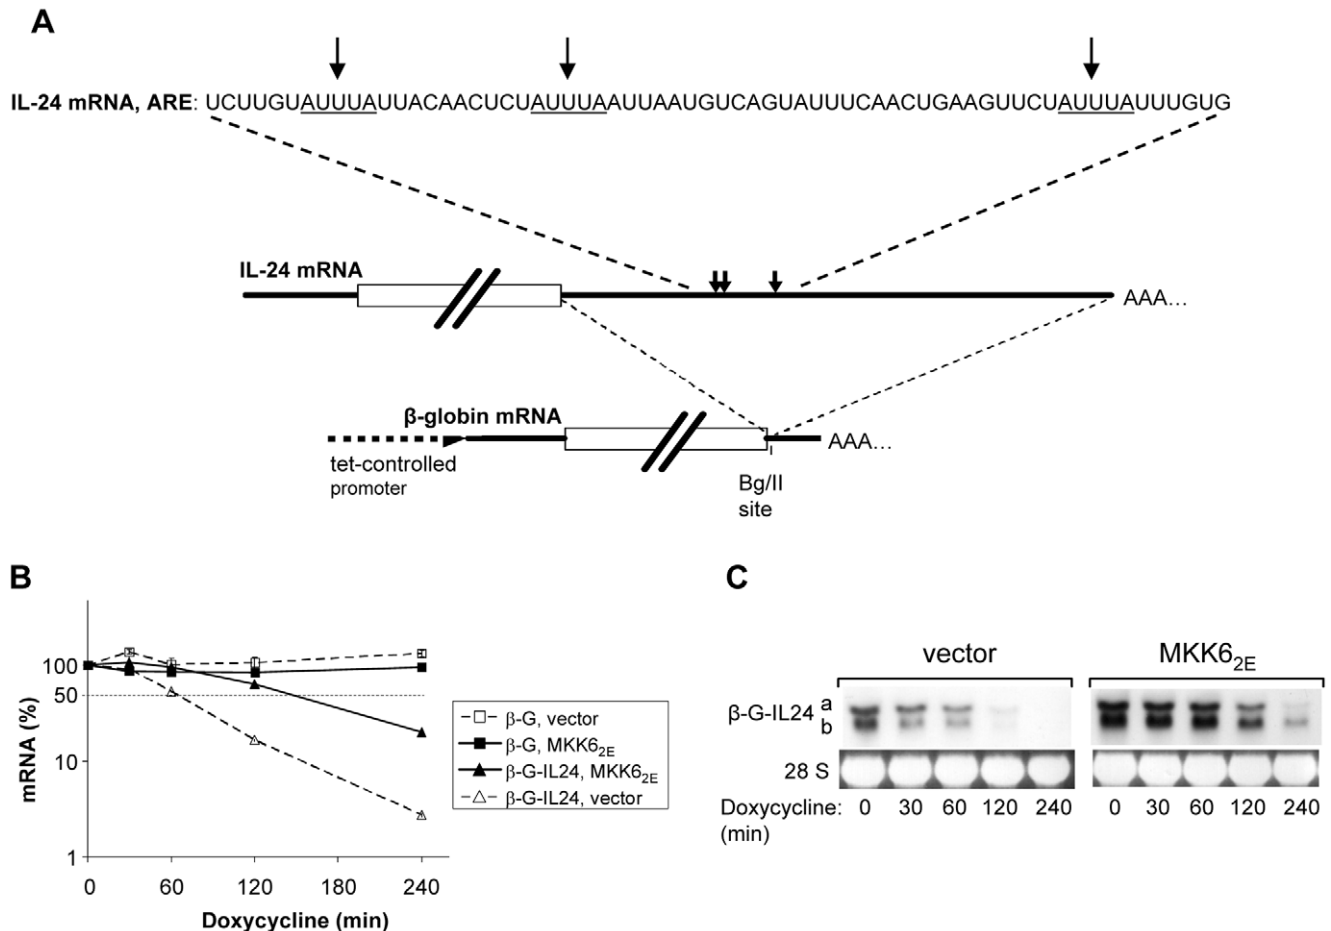 A
IL-24 mRNA, ARE: UCUUGUAUUUAUUACAACUCUAUUUAAUUAAUGUCAGUAUUUCAACUGAAGUUCUAUUUAUUUGUG
IL-24 mRNA
AAA...
β-globin mRNA
AAA...
tet-controlled
promoter
Bg/II
site
B
mRNA (%)
100
50
10
1
0 60 120 180 240
Doxycycline (min)
β-G, vector
β-G, MKK62E
β-G-IL24, MKK62E
β-G-IL24, vector
C
vector MKK62E
β-G-IL24 a
b
28 S
Doxycycline: 0 30 60 120 240 0 30 60 120 240
(min)